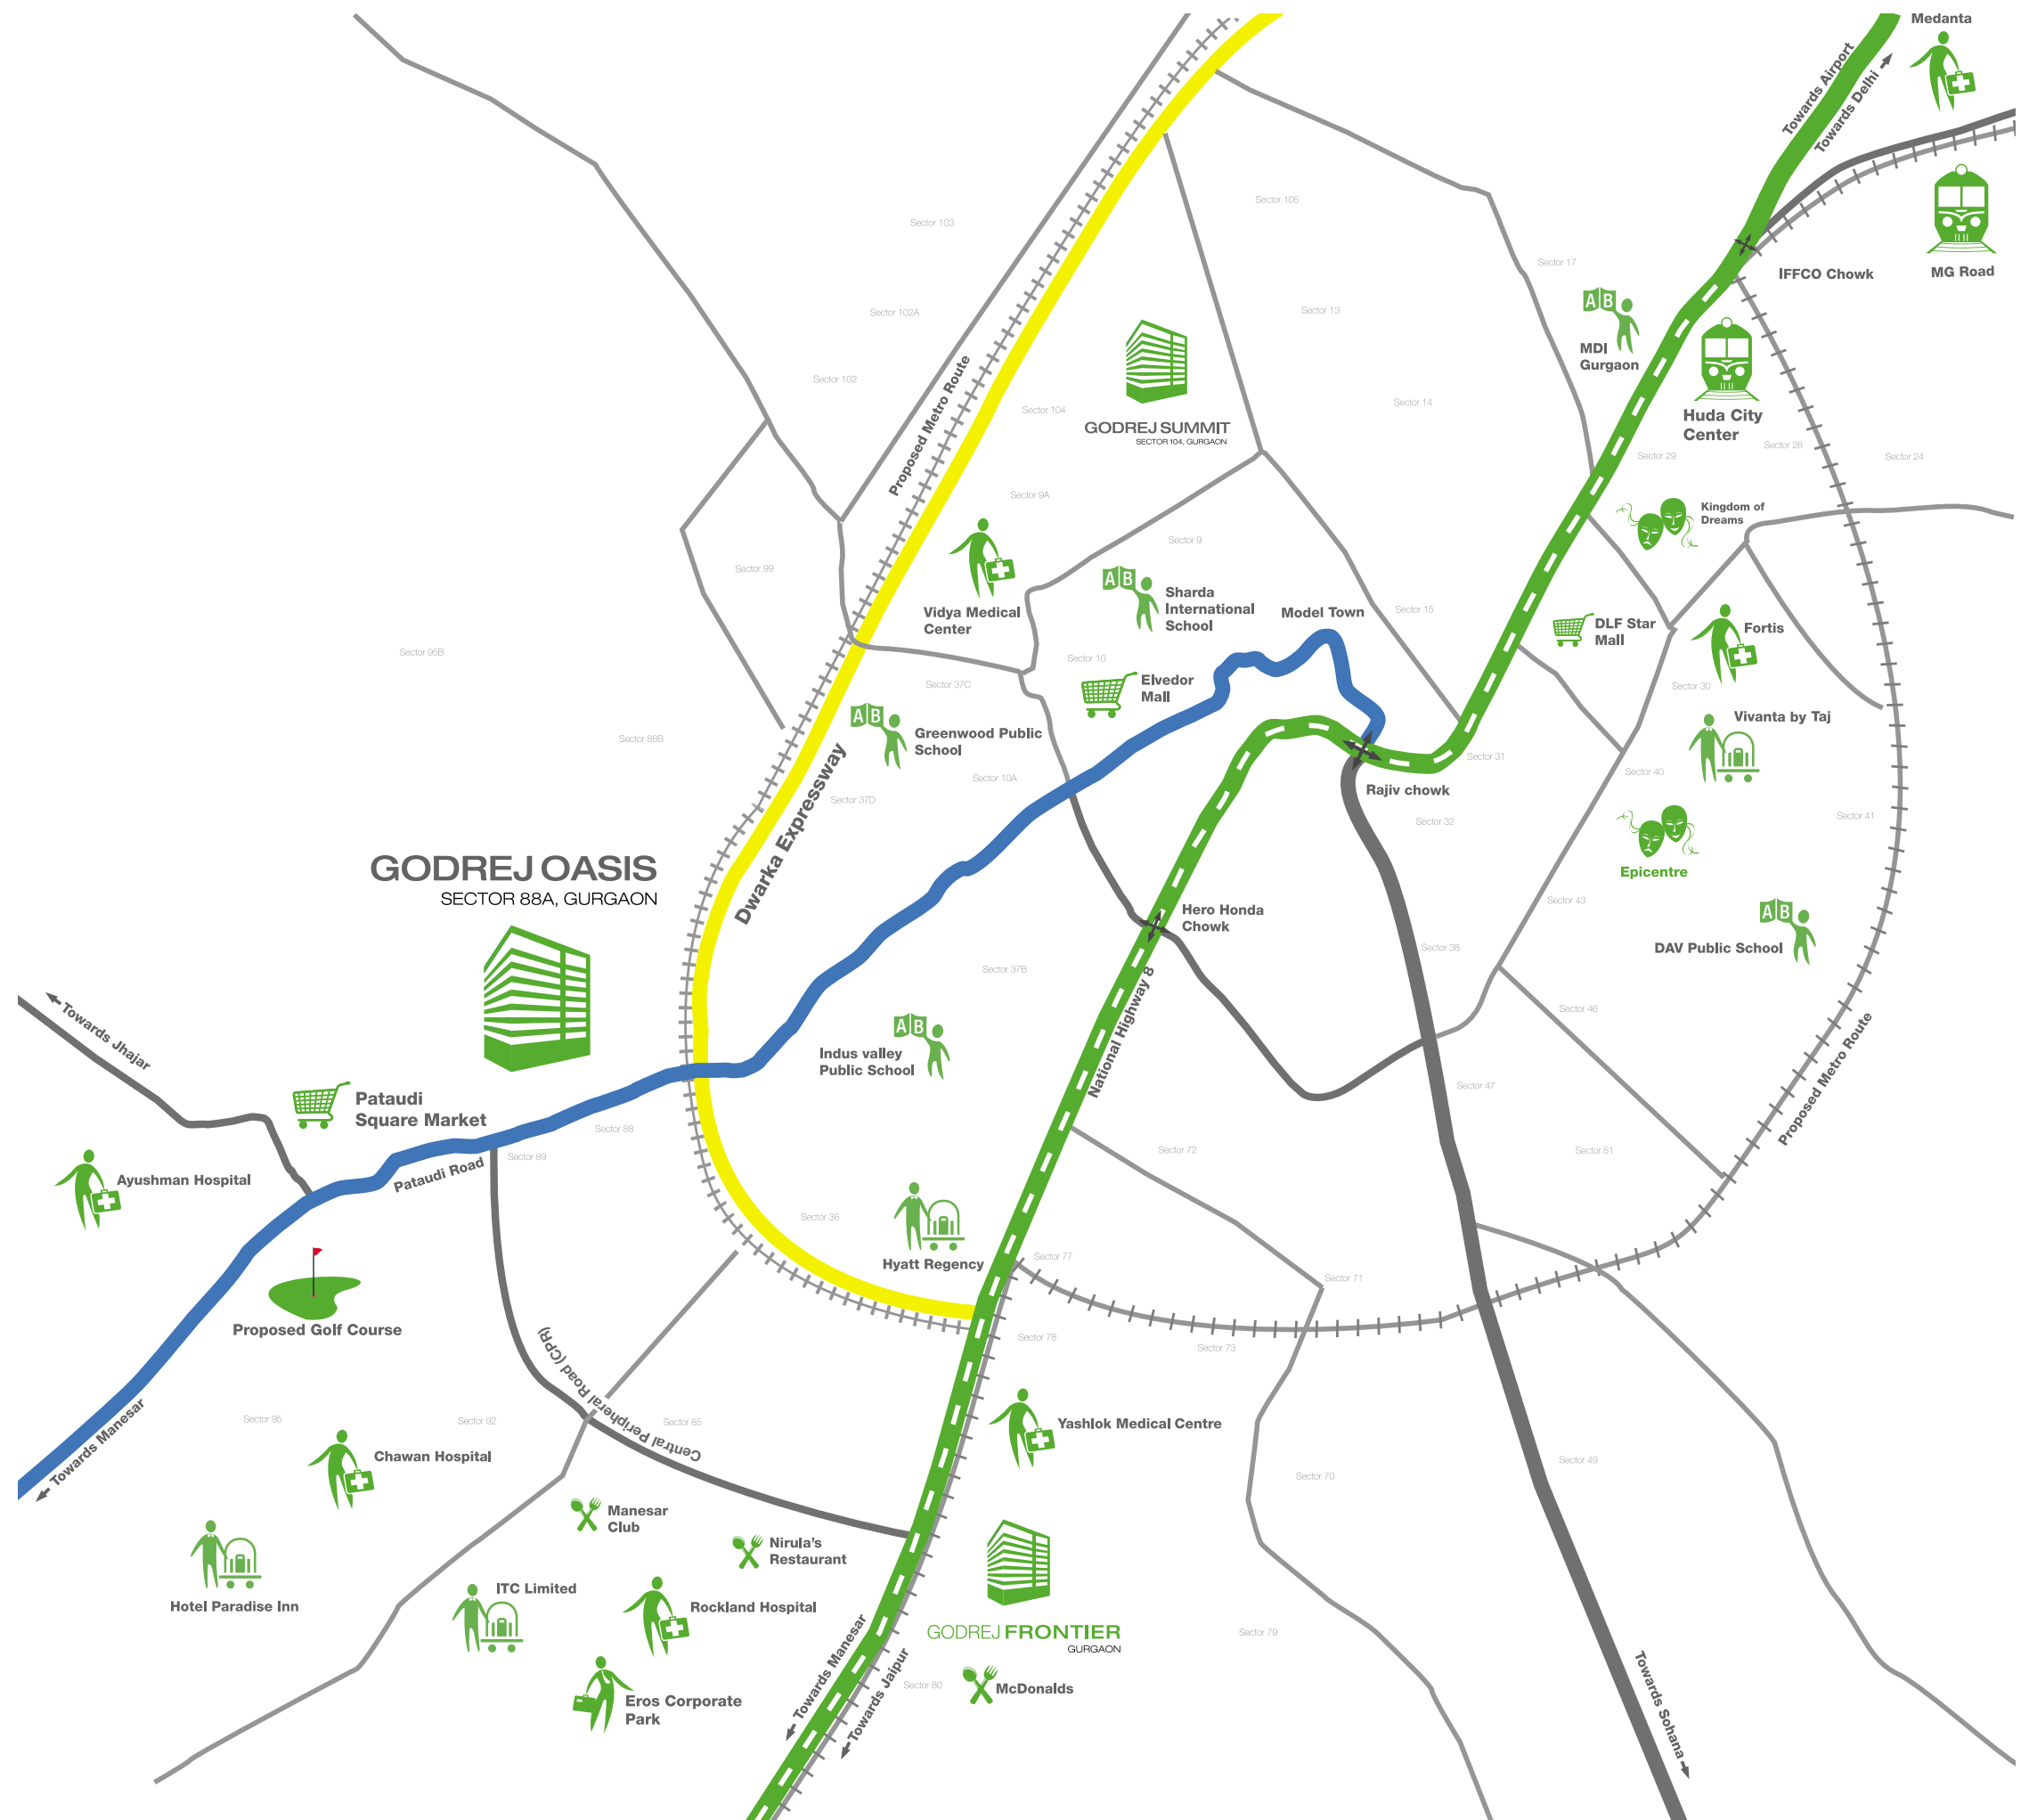 Medanta
Towards Airport
Towards Delhi
IFFCO Chowk
MG Road
Sector 105
Sector 103
Sector 17
Sector 102A
Sector 13
A B
MDI
Gurgaon
Sector 102
Proposed Metro Route
Sector 104
Sector 14
GODREJ SUMMIT
SECTOR 104, GURGAON
Huda City
Center
Sector 28
Sector 29
Sector 24
Sector 9A
Kingdom of
Dreams
Sector 9
Sector 99
Vidya Medical
Center
A B
Sharda
International
School
Model Town
Sector 15
DLF Star
Mall
Fortis
Sector 95B
Sector 10
Sector 37C
Elvedor
Mall
Sector 30
Vivanta by Taj
A B
Greenwood Public
School
Sector 88B
Sector 31
Sector 10A
Sector 40
Rajiv chowk
Sector 37D
Sector 32
Sector 41
Dwarka Expressway
Epicentre
GODREJ OASIS
SECTOR 88A, GURGAON
Hero Honda
Chowk
Sector 43
A B
DAV Public School
Sector 38
Sector 37B
National Highway 8
Sector 46
Towards Jhajar
A B
Indus valley
Public School
Proposed Metro Route
Sector 47
Pataudi
Square Market
Sector 88
Sector 89
Pataudi Road
Sector 72
Sector 51
Ayushman Hospital
Sector 36
Hyatt Regency
Sector 77
Sector 71
Proposed Golf Course
Sector 78
Sector 73
Central Peripheral Road (CPR)
Towards Manesar
Sector 96
Sector 92
Sector 85
Yashlok Medical Centre
Chawan Hospital
Sector 49
Sector 70
Manesar
Club
Nirula's
Restaurant
ITC Limited
Hotel Paradise Inn
Rockland Hospital
GODREJ FRONTIER
GURGAON
Sector 79
Towards Manesar
Towards Jaipur
Sector 80
McDonalds
Eros Corporate
Park
Towards Sohana